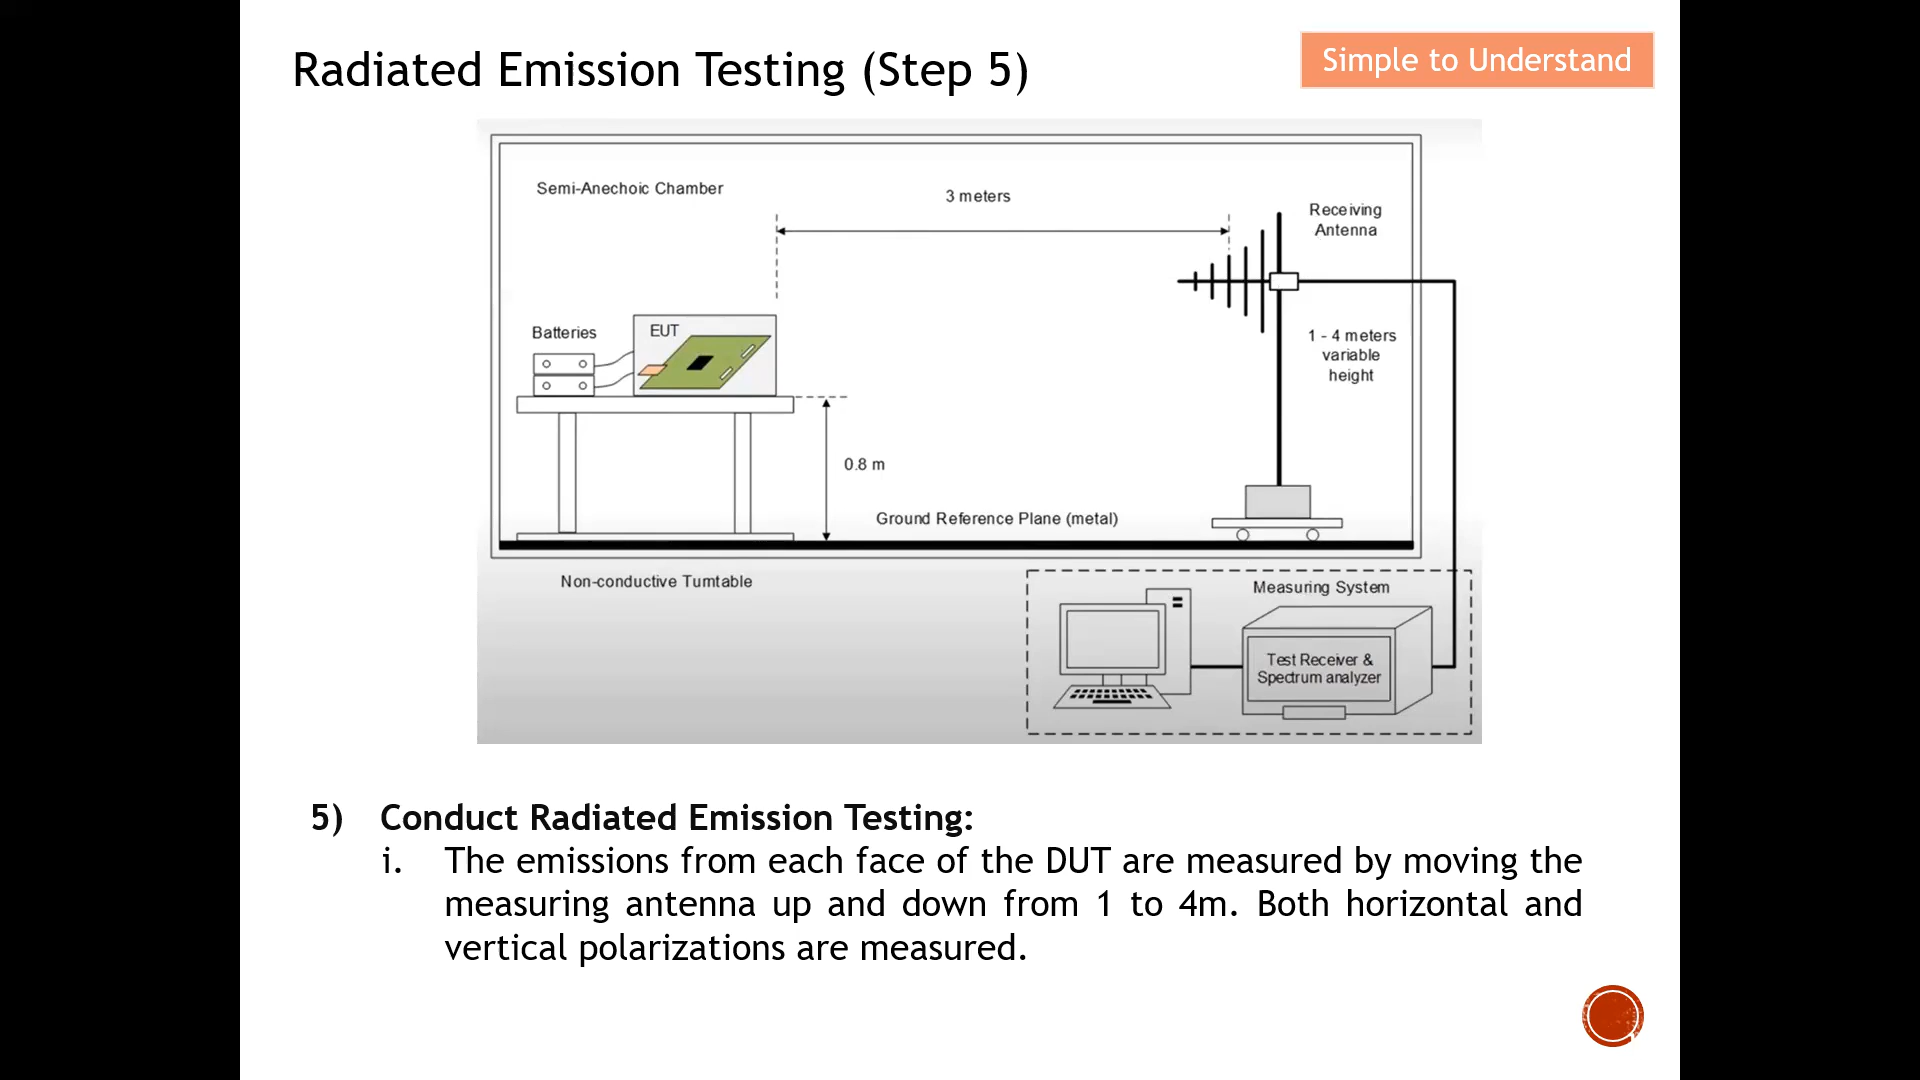 Radiated Emission Testing (Step 5)
Simple to Understand
Semi-Anechoic Chamber
3 meters
Receiving
Antenna
Batteries
EUT
1 - 4 meters
variable
height
0.8 m
Ground Reference Plane (metal)
Non-conductive Turntable
Measuring System
Test Receiver &
Spectrum analyzer
5) Conduct Radiated Emission Testing:
i. The emissions from each face of the DUT are measured by moving the
measuring antenna up and down from 1 to 4m. Both horizontal and
vertical polarizations are measured.